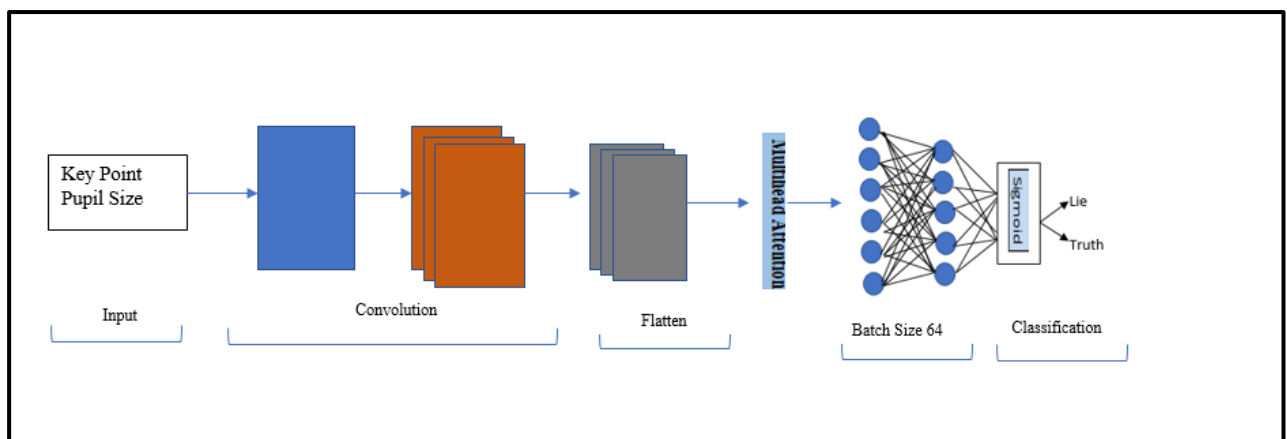 Key Point
Pupil Size
Multihead Attention
Sigmoid
Lie
Truth
Input
Convolution
Flatten
Batch Size 64
Classification